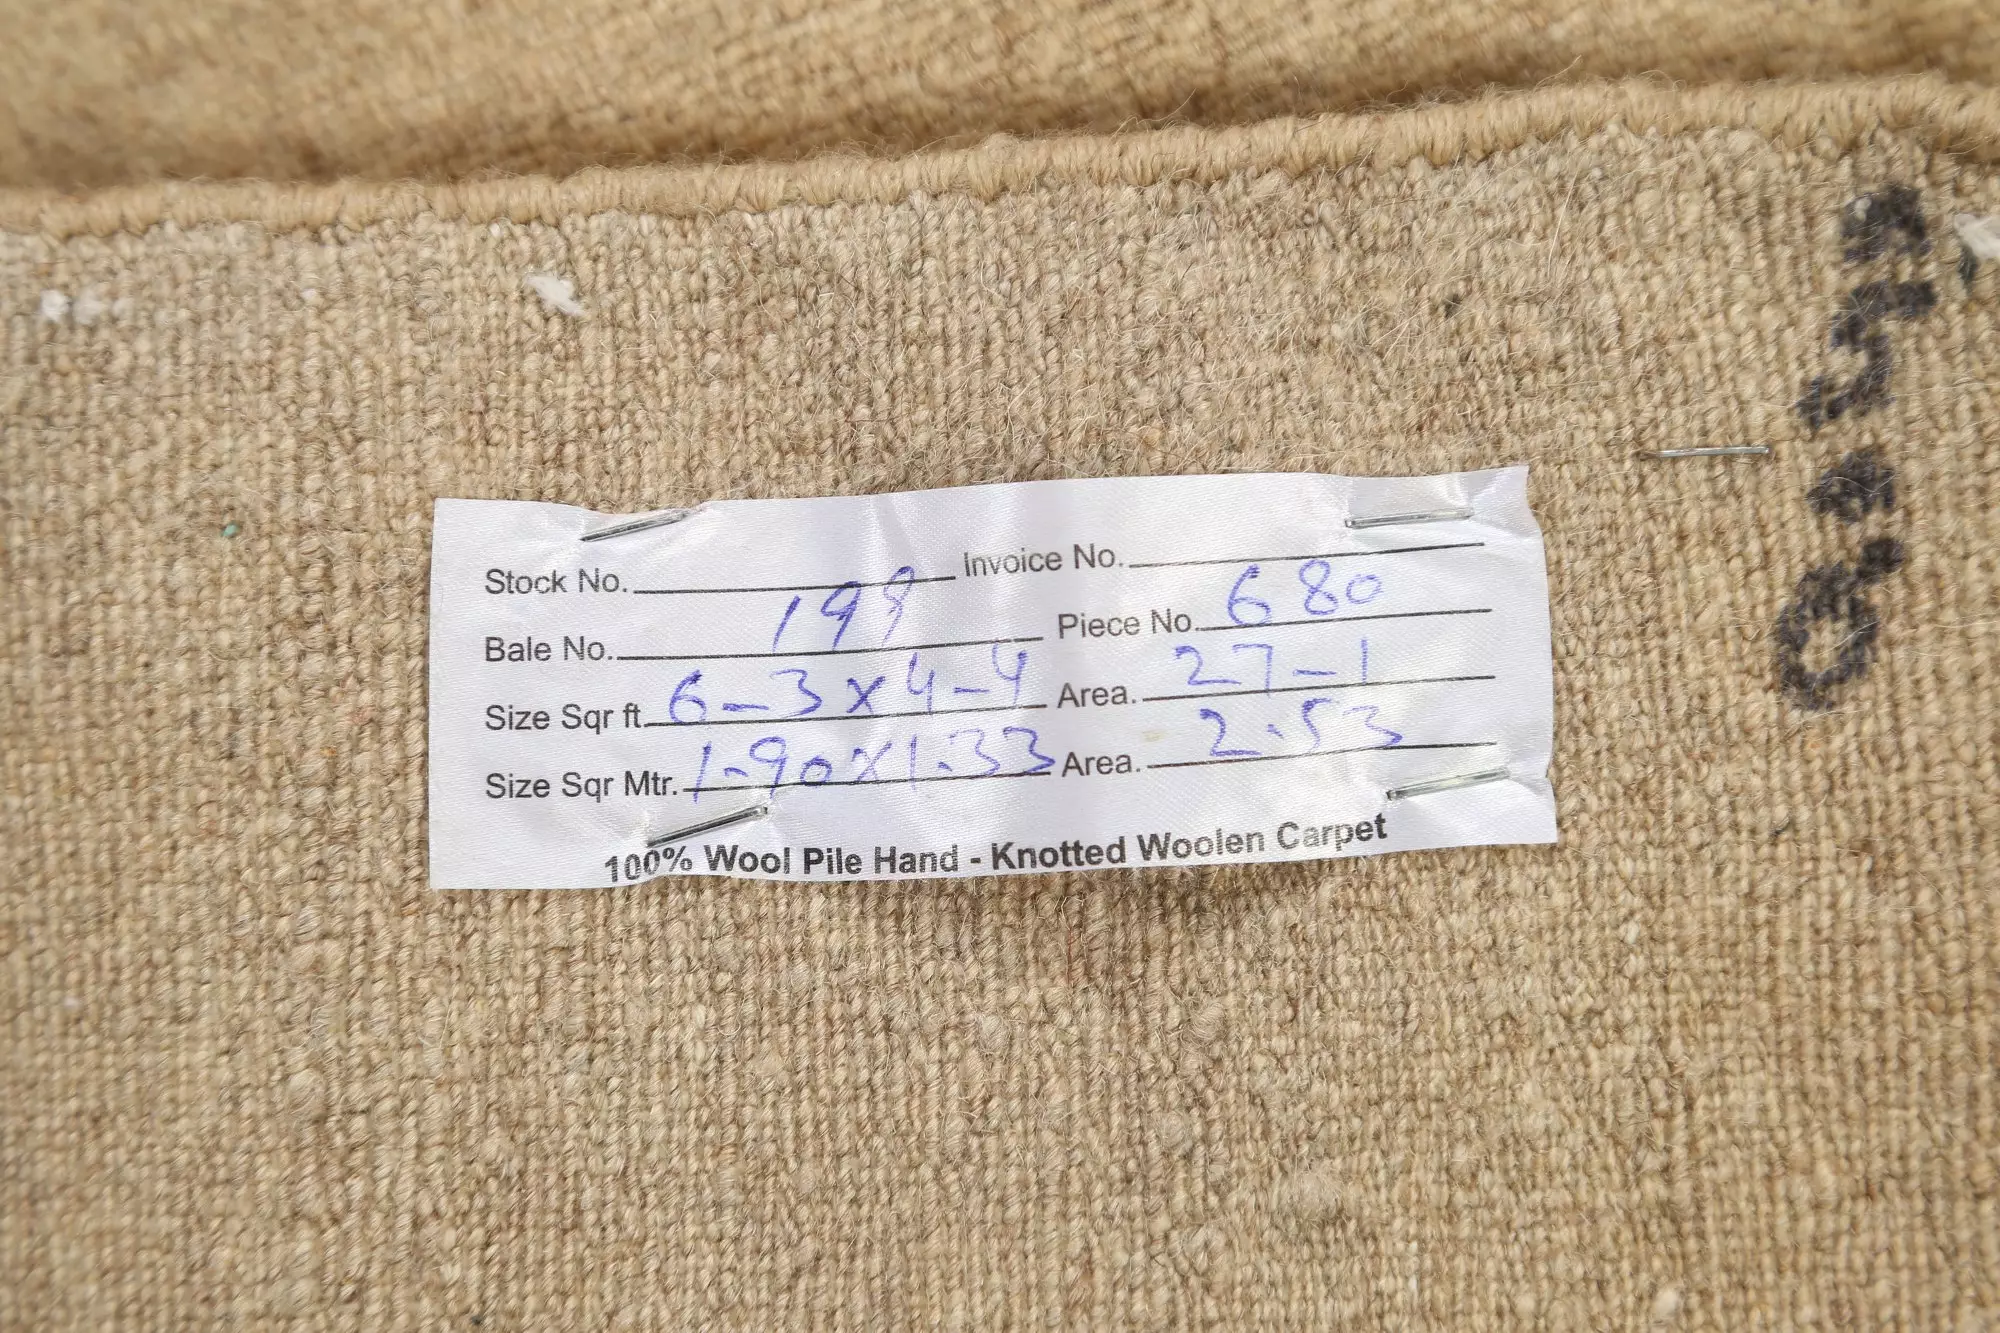 Stock No. Invoice No.
Bale No. 199 Piece No. 680
Size Sqr ft. 6-3x4-4 Area. 27-1
Size Sqr Mtr. 1.90x1.33 Area. 2.53
100% Wool Pile Hand - Knotted Woolen Carpet